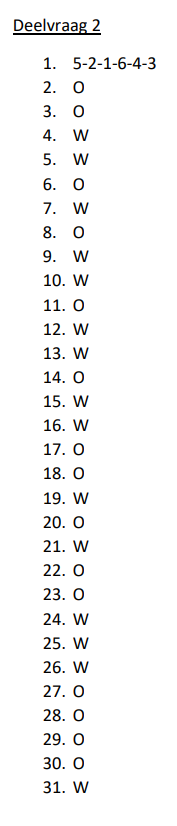 Deelvraag 2
1. 5-2-1-6-4-3
2. O
3. O
4. W
5. W
6. O
7. W
8. O
9. W
10. W
11. O
12. W
13. W
14. O
15. W
16. W
17. O
18. O
19. W
20. O
21. W
22. O
23. O
24. W
25. W
26. W
27. O
28. O
29. O
30. O
31. W